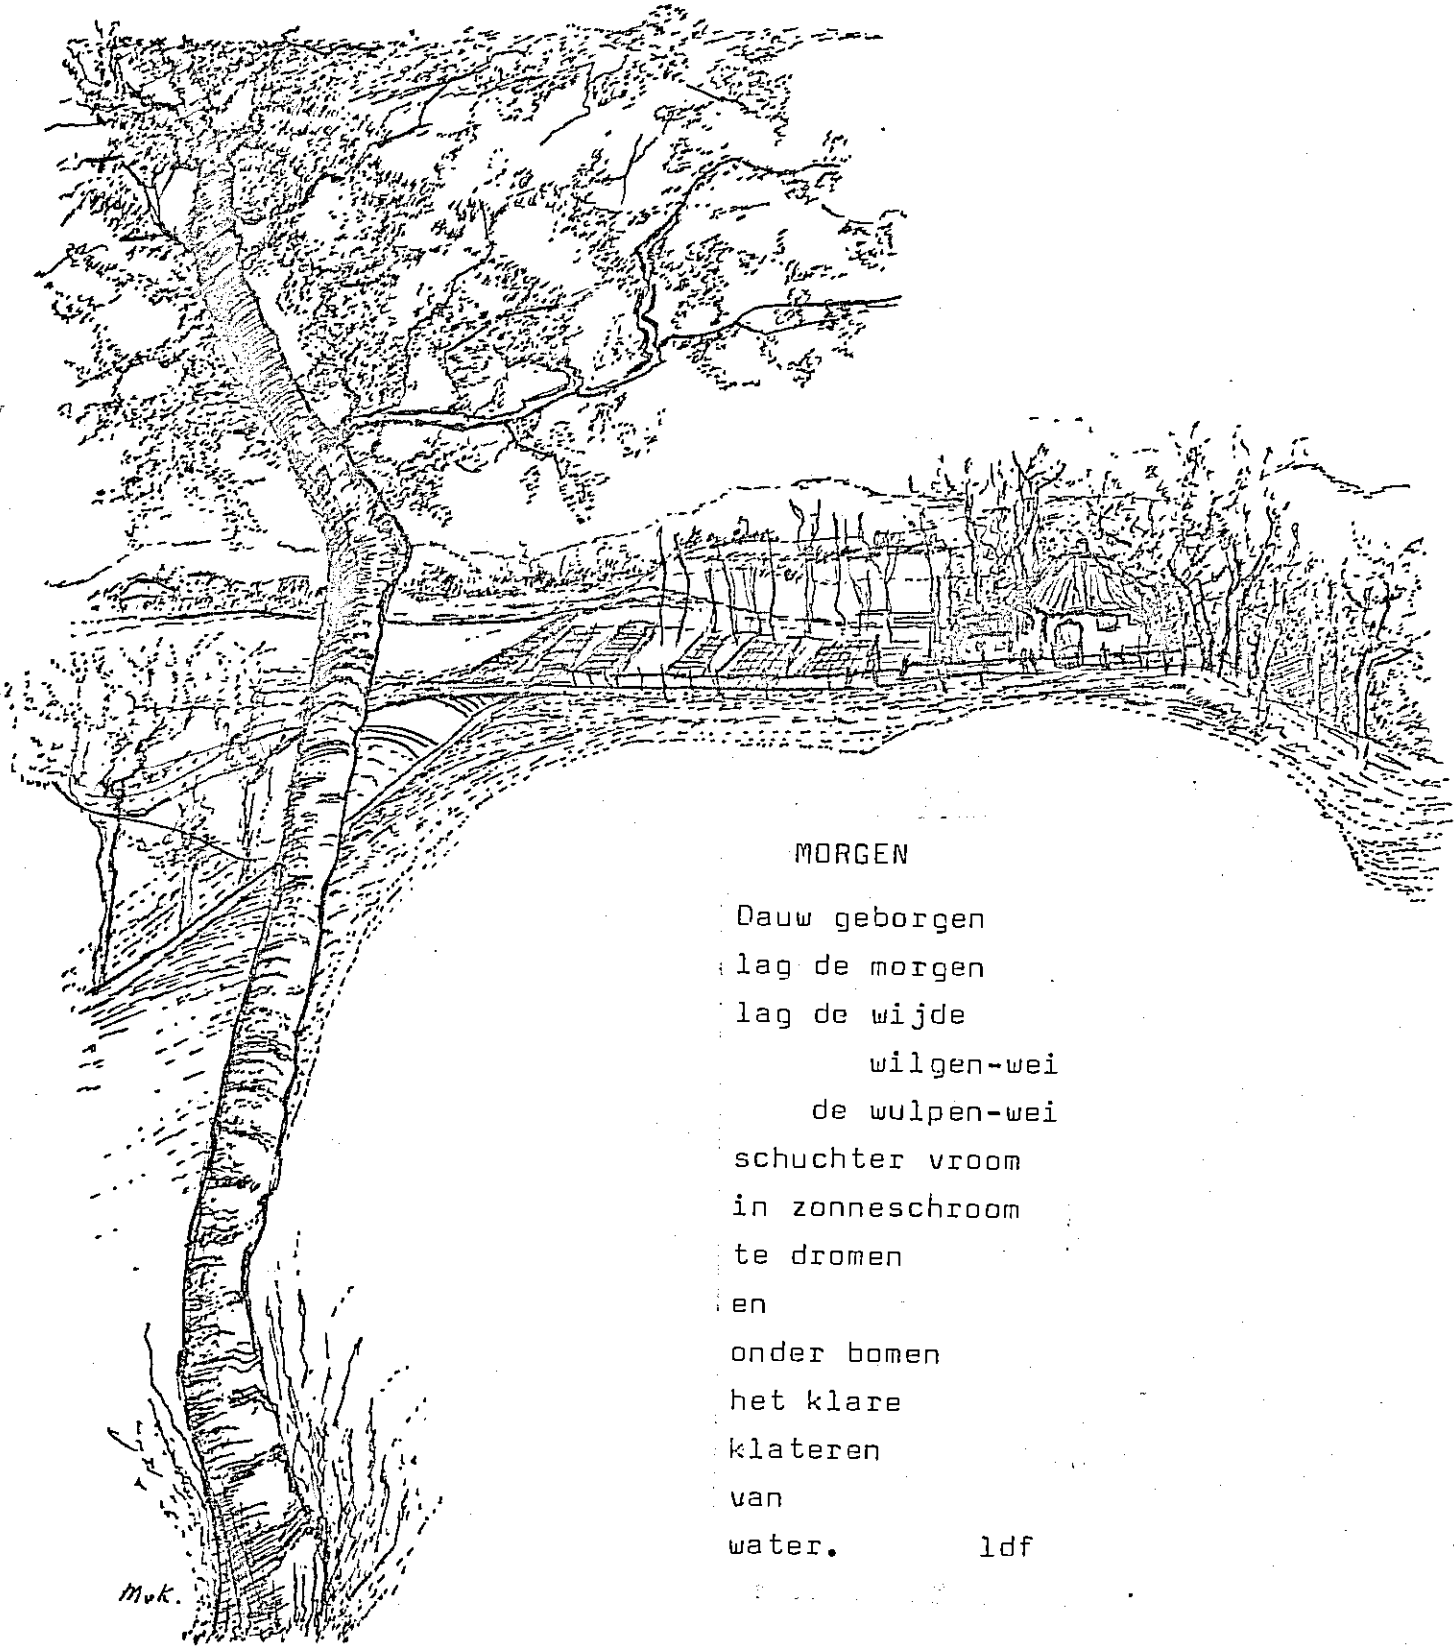 MORGEN
Dauw geborgen
lag de morgen
lag de wijde
wilgen-wei
de wulpen-wei
schuchter vroom
in zonneschroom
te dromen
en
onder bomen
het klare
klateren
van
water. ldf
MvK.